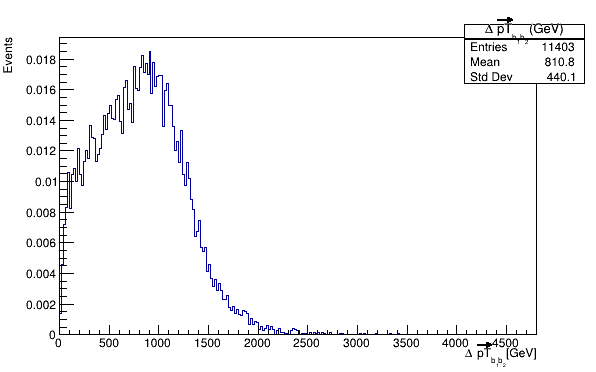 Δ pT b1b2 (GeV)
Entries 11403
Mean 810.8
Std Dev 440.1
Events
0.018
0.016
0.014
0.012
0.01
0.008
0.006
0.004
0.002
0
0 500 1000 1500 2000 2500 3000 3500 4000 4500
Δ pT b1b2 [GeV]